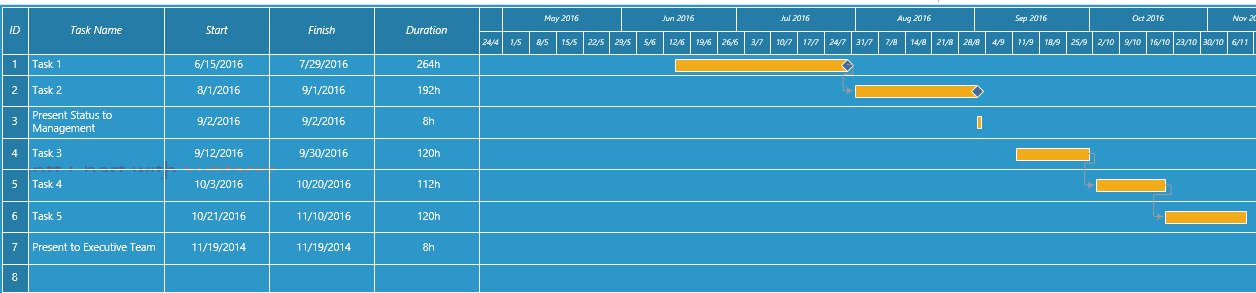 May 2016 Jun 2016 Jul 2016 Aug 2016 Sep 2016 Oct 2016
ID Task Name Start Finish Duration
24/4 1/5 8/5 15/5 22/5 29/5 5/6 12/6 19/6 26/6 3/7 10/7 17/7 24/7 31/7 7/8 14/8 21/8 28/8 4/9 11/9 18/9 25/9 2/10 9/10 16/10 23/10 30/10 6/11
1 Task 1 6/15/2016 7/29/2016 264h
2 Task 2 8/1/2016 9/1/2016 192h
3 Present Status to
Management 9/2/2016 9/2/2016 8h
4 Task 3 9/12/2016 9/30/2016 120h
5 Task 4 10/3/2016 10/20/2016 112h
6 Task 5 10/21/2016 11/10/2016 120h
7 Present to Executive Team 11/19/2014 11/19/2014 8h
8